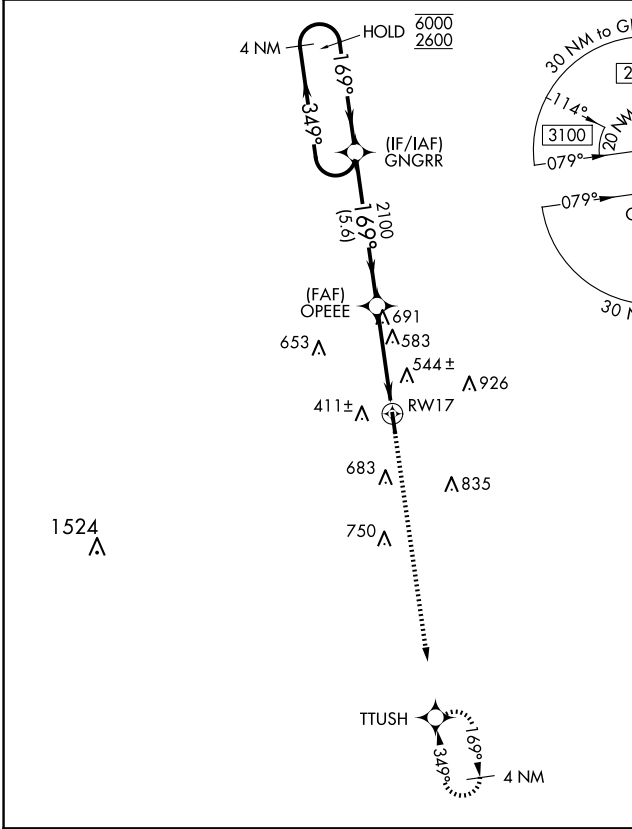 HOLD 6000
2600
4 NM
169°
349°
(IF/IAF)
GNGRR
2100
169°
(5.6)
(FAF)
OPEEE
691
583
653
544 ±
926
411±
RW17
683
835
750
1524
TTUSH
169°
349°
4 NM
30 NM to G
2
114°
3100
20 NM
079°
079°
30